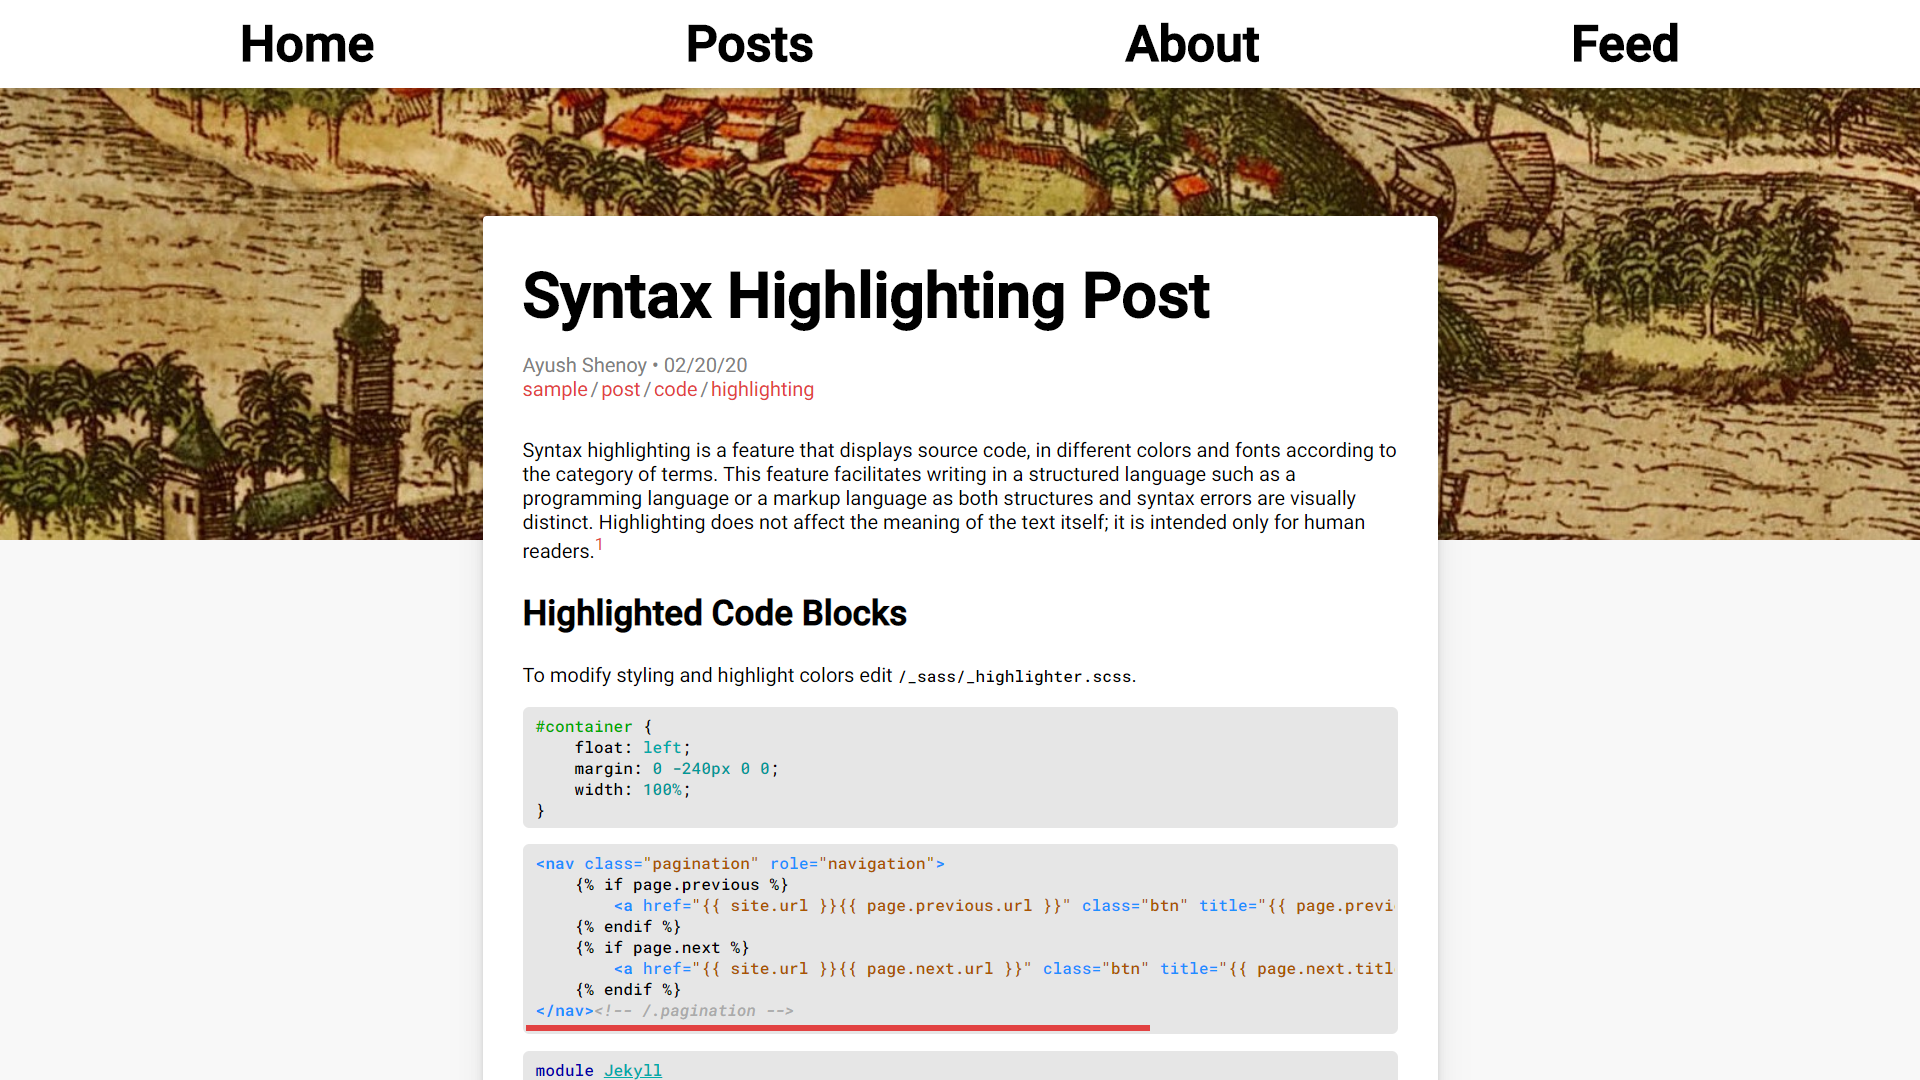 Home Posts About Feed
Syntax Highlighting Post
Ayush Shenoy • 02/20/20
sample / post / code / highlighting
Syntax highlighting is a feature that displays source code, in different colors and fonts according to
the category of terms. This feature facilitates writing in a structured language such as a
programming language or a markup language as both structures and syntax errors are visually
distinct. Highlighting does not affect the meaning of the text itself; it is intended only for human
readers.1
Highlighted Code Blocks
To modify styling and highlight colors edit /_sass/_highlighter.scss.
#container {
    float: left;
    margin: 0 -240px 0 0;
    width: 100%;
}
<nav class="pagination" role="navigation">
    {% if page.previous %}
        <a href="{{ site.url }}{{ page.previous.url }}" class="btn" title="{{ page.previ
    {% endif %}
    {% if page.next %}
        <a href="{{ site.url }}{{ page.next.url }}" class="btn" title="{{ page.next.titl
    {% endif %}
</nav><!-- /.pagination -->
module Jekyll